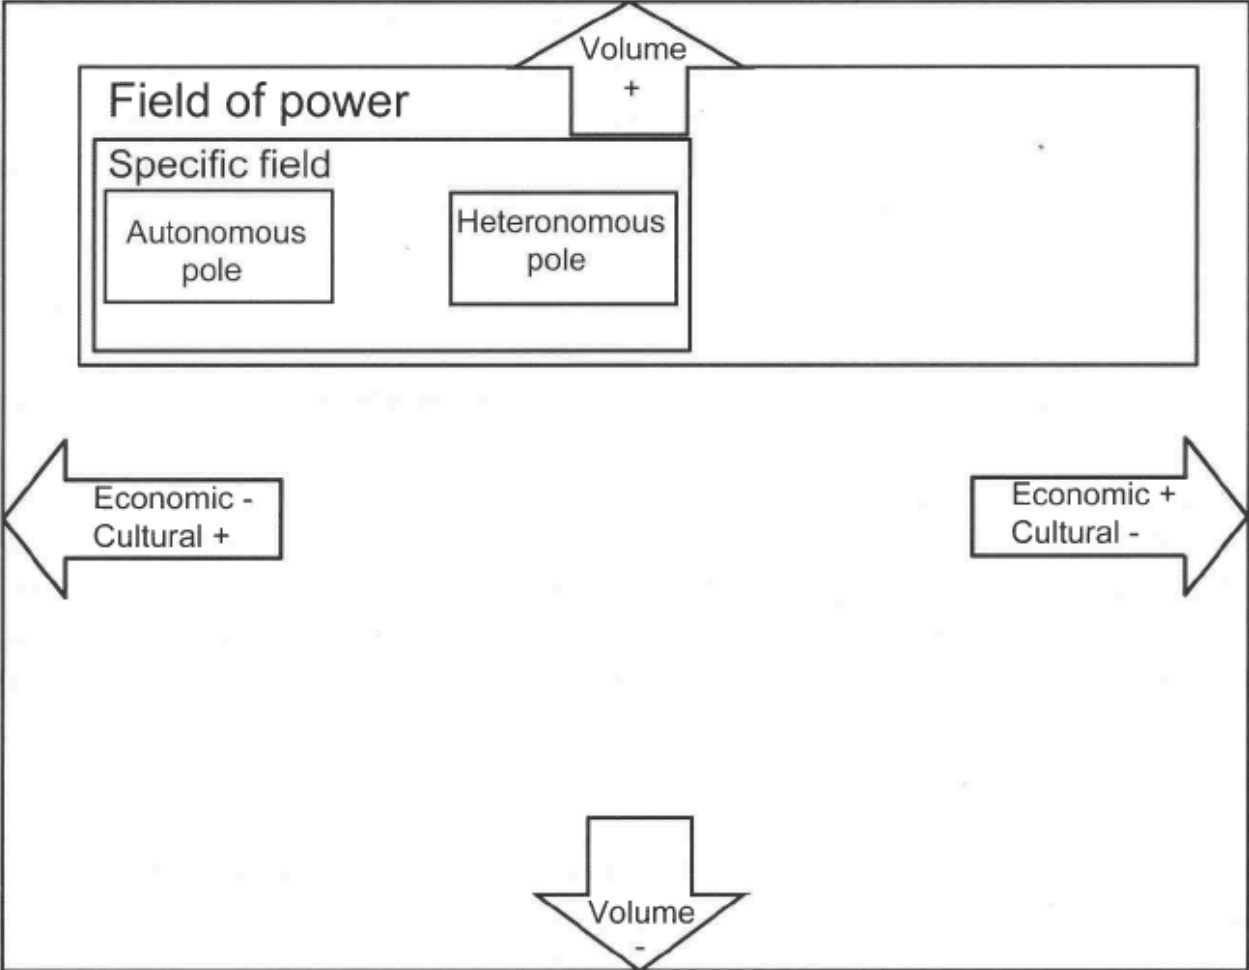 Volume
+
Field of power
Specific field
Autonomous
pole
Heteronomous
pole
Economic -
Cultural +
Economic +
Cultural -
Volume
-